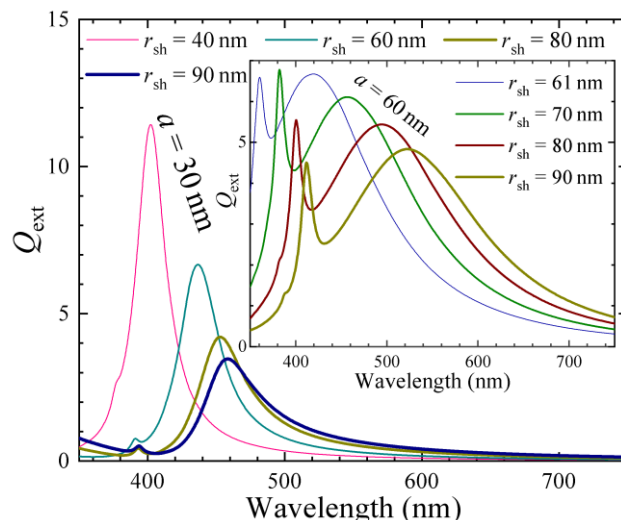 15
r_sh = 40 nm r_sh = 60 nm r_sh = 80 nm
r_sh = 90 nm
a = 30 nm
a = 60 nm
r_sh = 61 nm
r_sh = 70 nm
r_sh = 80 nm
r_sh = 90 nm
5
0
Q_ext
400 500 600 700
Wavelength (nm)
10
5
0
Q_ext
400 500 600 700
Wavelength (nm)